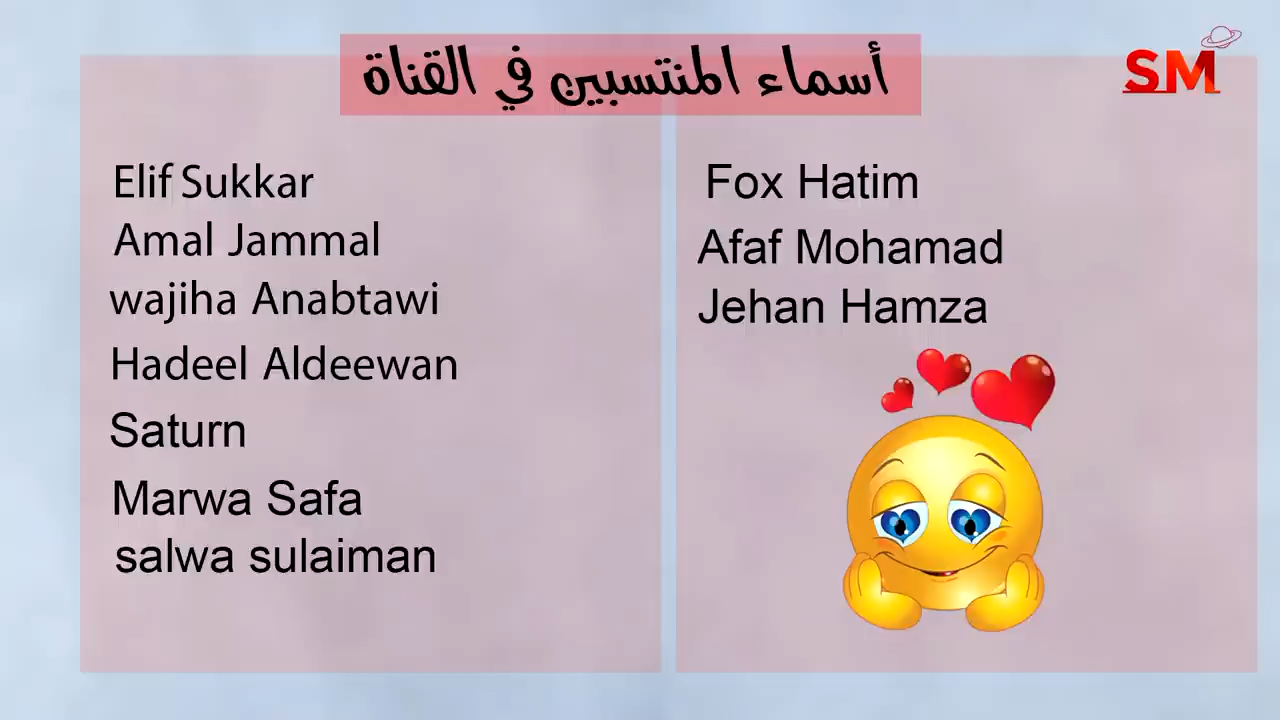 أسماء المنتسبين في القناة
SM
Elif Sukkar
Amal Jammal
wajiha Anabtawi
Hadeel Aldeewan
Saturn
Marwa Safa
salwa sulaiman
Fox Hatim
Afaf Mohamad
Jehan Hamza